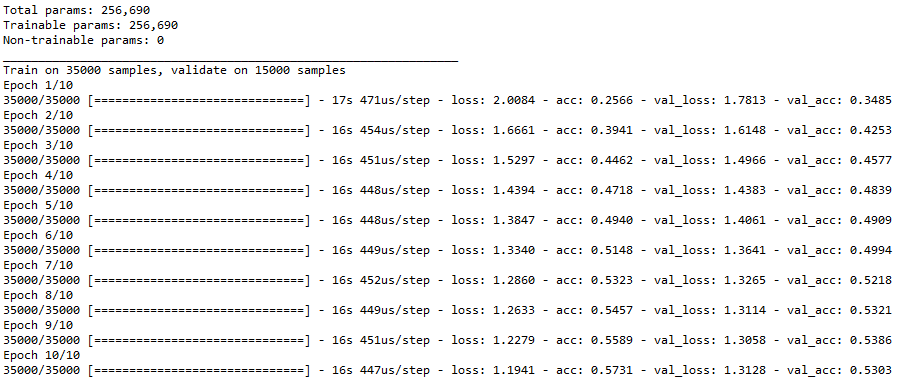 Total params: 256,690
Trainable params: 256,690
Non-trainable params: 0
_________________________________________________________________
Train on 35000 samples, validate on 15000 samples
Epoch 1/10
35000/35000 [==============================] - 17s 471us/step - loss: 2.0084 - acc: 0.2566 - val_loss: 1.7813 - val_acc: 0.3485
Epoch 2/10
35000/35000 [==============================] - 16s 454us/step - loss: 1.6661 - acc: 0.3941 - val_loss: 1.6148 - val_acc: 0.4253
Epoch 3/10
35000/35000 [==============================] - 16s 451us/step - loss: 1.5297 - acc: 0.4462 - val_loss: 1.4966 - val_acc: 0.4577
Epoch 4/10
35000/35000 [==============================] - 16s 448us/step - loss: 1.4394 - acc: 0.4718 - val_loss: 1.4383 - val_acc: 0.4839
Epoch 5/10
35000/35000 [==============================] - 16s 448us/step - loss: 1.3847 - acc: 0.4940 - val_loss: 1.4061 - val_acc: 0.4909
Epoch 6/10
35000/35000 [==============================] - 16s 449us/step - loss: 1.3340 - acc: 0.5148 - val_loss: 1.3641 - val_acc: 0.4994
Epoch 7/10
35000/35000 [==============================] - 16s 452us/step - loss: 1.2860 - acc: 0.5323 - val_loss: 1.3265 - val_acc: 0.5218
Epoch 8/10
35000/35000 [==============================] - 16s 449us/step - loss: 1.2633 - acc: 0.5457 - val_loss: 1.3114 - val_acc: 0.5321
Epoch 9/10
35000/35000 [==============================] - 16s 451us/step - loss: 1.2279 - acc: 0.5589 - val_loss: 1.3058 - val_acc: 0.5386
Epoch 10/10
35000/35000 [==============================] - 16s 447us/step - loss: 1.1941 - acc: 0.5731 - val_loss: 1.3128 - val_acc: 0.5303